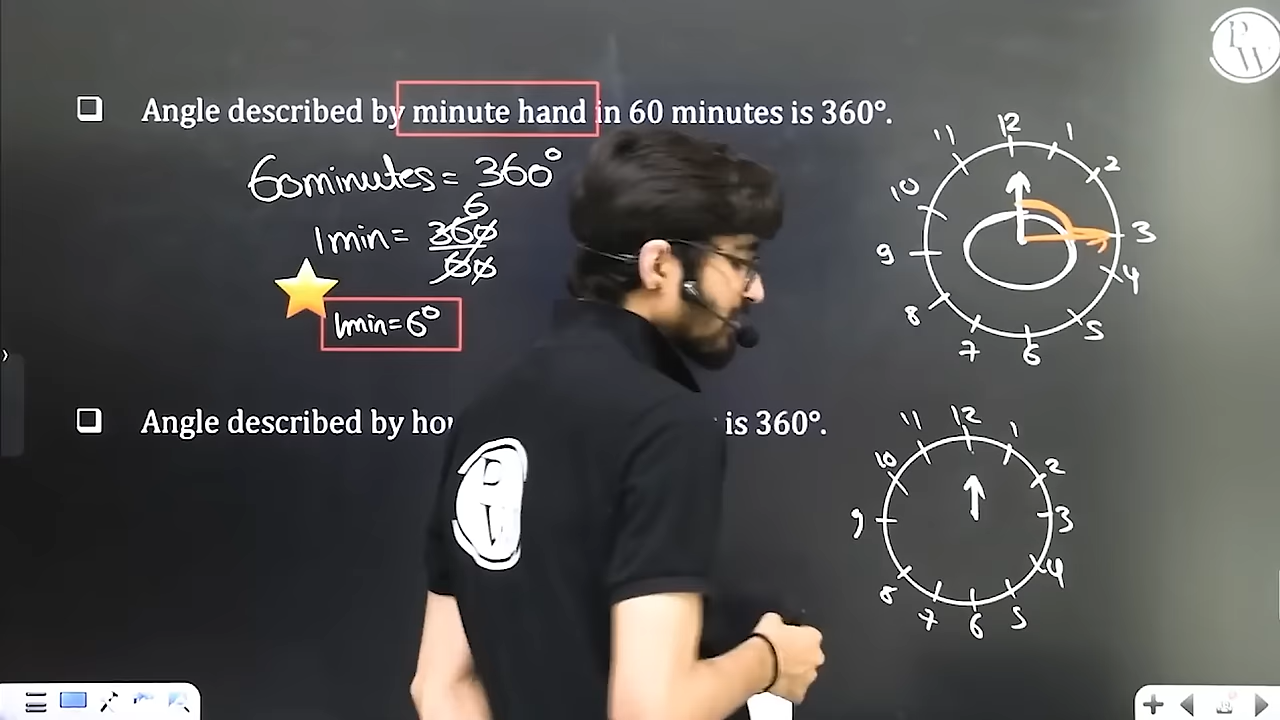 Angle described by minute hand in 60 minutes is 360°.
60minutes = 360°
6
1 min = 360
60
1min=6°
Angle described by is 360°.
12
11 1
10 2
9 3
8 4
7 5
6
12
11 1
10 2
9 3
8 4
7 5
6
P
W
P
W